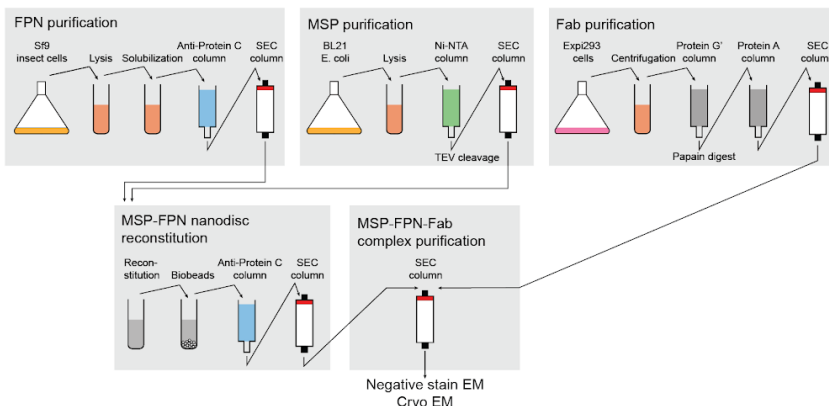 FPN purification
Sf9
insect cells
Lysis
Solubilization
Anti-Protein C
column
SEC
column
MSP purification
BL21
E. coli
Lysis
Ni-NTA
column
SEC
column
TEV cleavage
Fab purification
Expi293
cells
Centrifugation
Protein G'
column
Protein A
column
SEC
column
Papain digest
MSP-FPN nanodisc
reconstitution
Recon-
stitution
Biobeads
Anti-Protein C
column
SEC
column
MSP-FPN-Fab
complex purification
SEC
column
Negative stain EM
Cryo EM